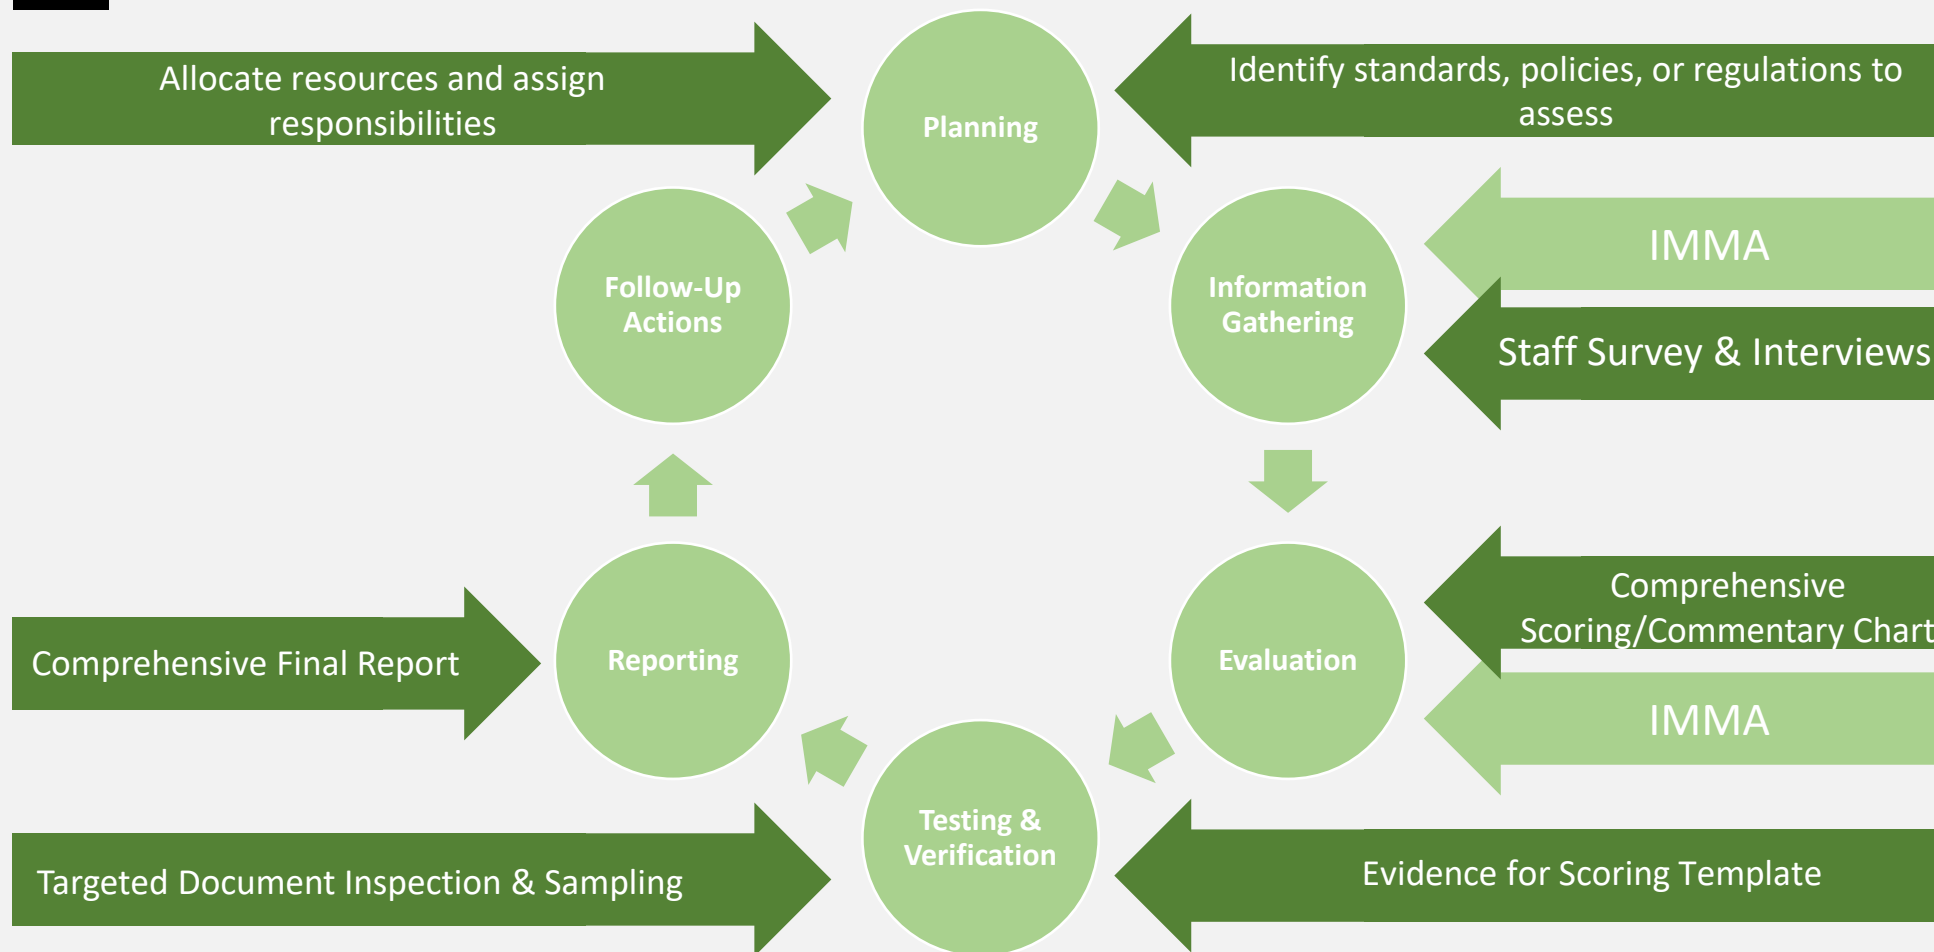 Allocate resources and assign
responsibilities
Planning
Identify standards, policies, or regulations to
assess
Follow-Up
Actions
Information
Gathering
IMMA
Staff Survey & Interviews
Comprehensive
Scoring/Commentary Chart
Comprehensive Final Report
Reporting
Evaluation
IMMA
Testing &
Verification
Targeted Document Inspection & Sampling
Evidence for Scoring Template